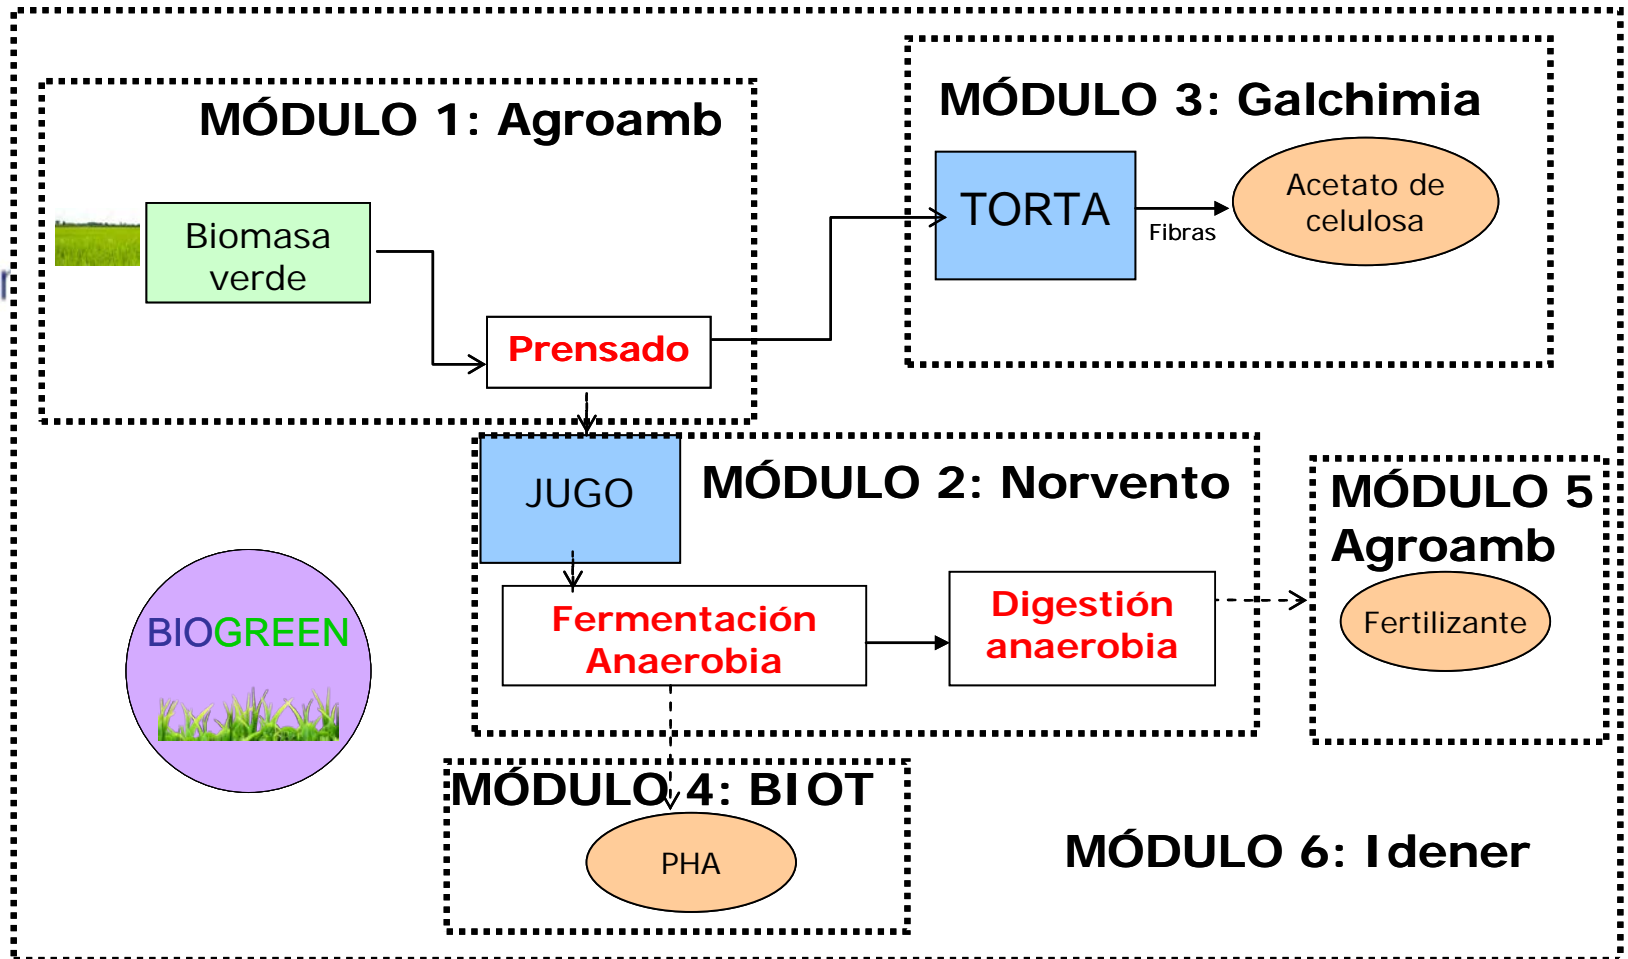 MÓDULO 1: Agroamb
Biomasa
verde
Prensado
MÓDULO 3: Galchimia
TORTA
Fibras
Acetato de
celulosa
JUGO
MÓDULO 2: Norvento
Fermentación
Anaerobia
Digestión
anaerobia
MÓDULO 5
Agroamb
Fertilizante
BIOGREEN
MÓDULO 4: BIOT
PHA
MÓDULO 6: Idener